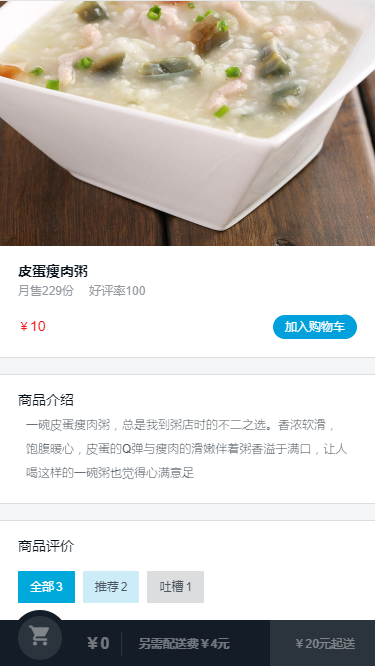 皮蛋瘦肉粥
月售229份 好评率100
￥10 加入购物车
商品介绍
一碗皮蛋瘦肉粥，总是我到粥店时的不二之选。香浓软滑，
饱腹暖心，皮蛋的Q弹与瘦肉的滑嫩伴着粥香溢于满口，让人
喝这样的一碗粥也觉得心满意足
商品评价
全部 3 推荐 2 吐槽 1
￥0 另需配送费￥4元 ￥20元起送